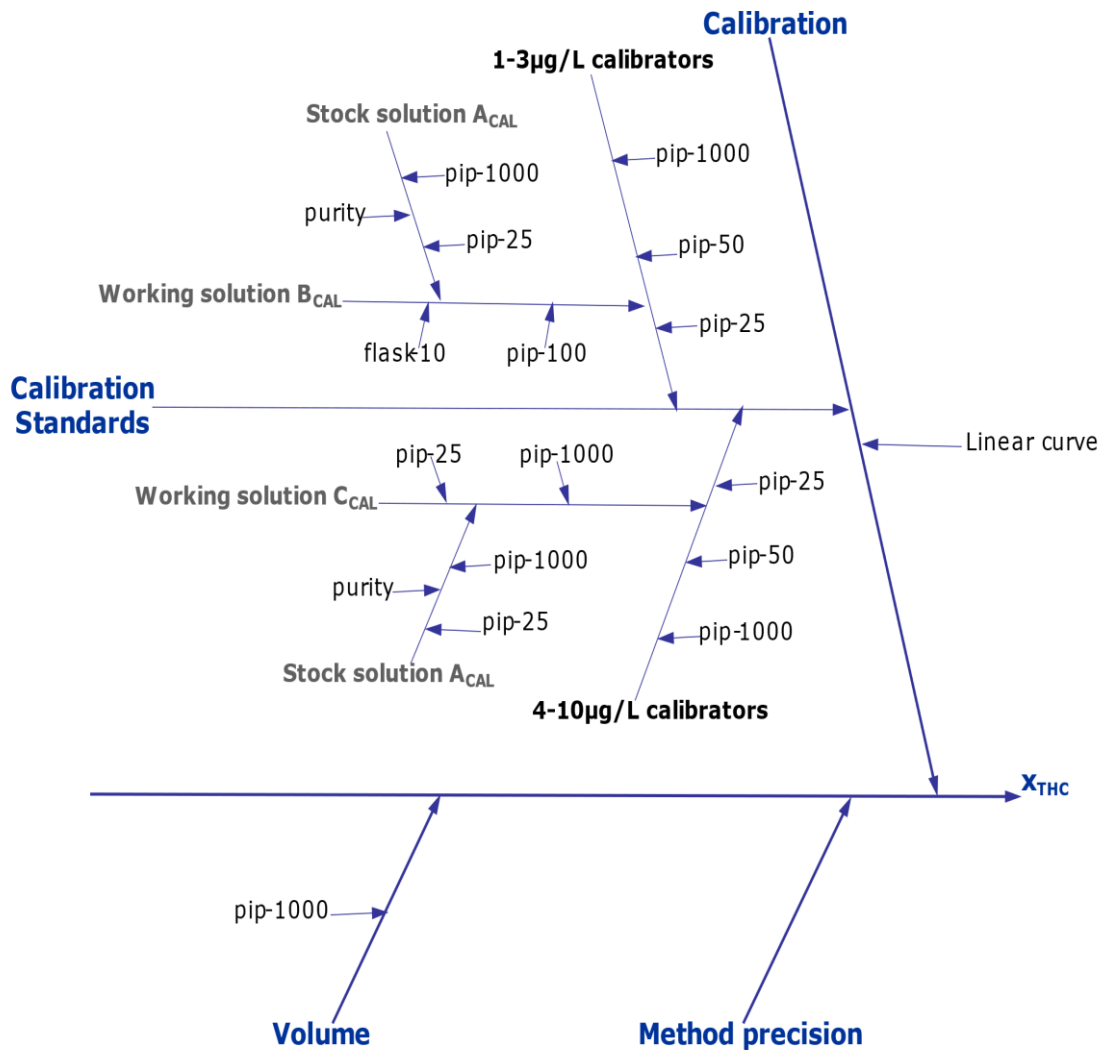 Calibration
1-3µg/L calibrators
Stock solution ACAL
pip-1000
pip-1000
purity
pip-25
pip-50
Working solution BCAL
pip-25
flask-10
pip-100
Calibration
Standards
Linear curve
pip-25
pip-1000
pip-25
Working solution CCAL
pip-1000
pip-50
purity
pip-25
pip-1000
Stock solution ACAL
4-10µg/L calibrators
xTHC
pip-1000
Volume
Method precision